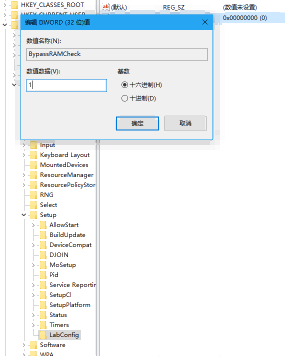 HKEY_CLASSES_ROOT
(默认)
REG_SZ
(数值未设置)
0x00000000 (0)
编辑 DWORD (32 位)值
数值名称(N):
BypassRAMCheck
数值数据(V):
1
基数
十六进制(H)
十进制(D)
确定
取消
Input
Keyboard Layout
MountedDevices
ResourceManager
ResourcePolicyStor
RNG
Select
Setup
AllowStart
BuildUpdate
DeviceCompat
DJOIN
MoSetup
Pid
Service Reportin
SetupCl
SetupPlatform
Status
Timers
LabConfig
Software
WPA